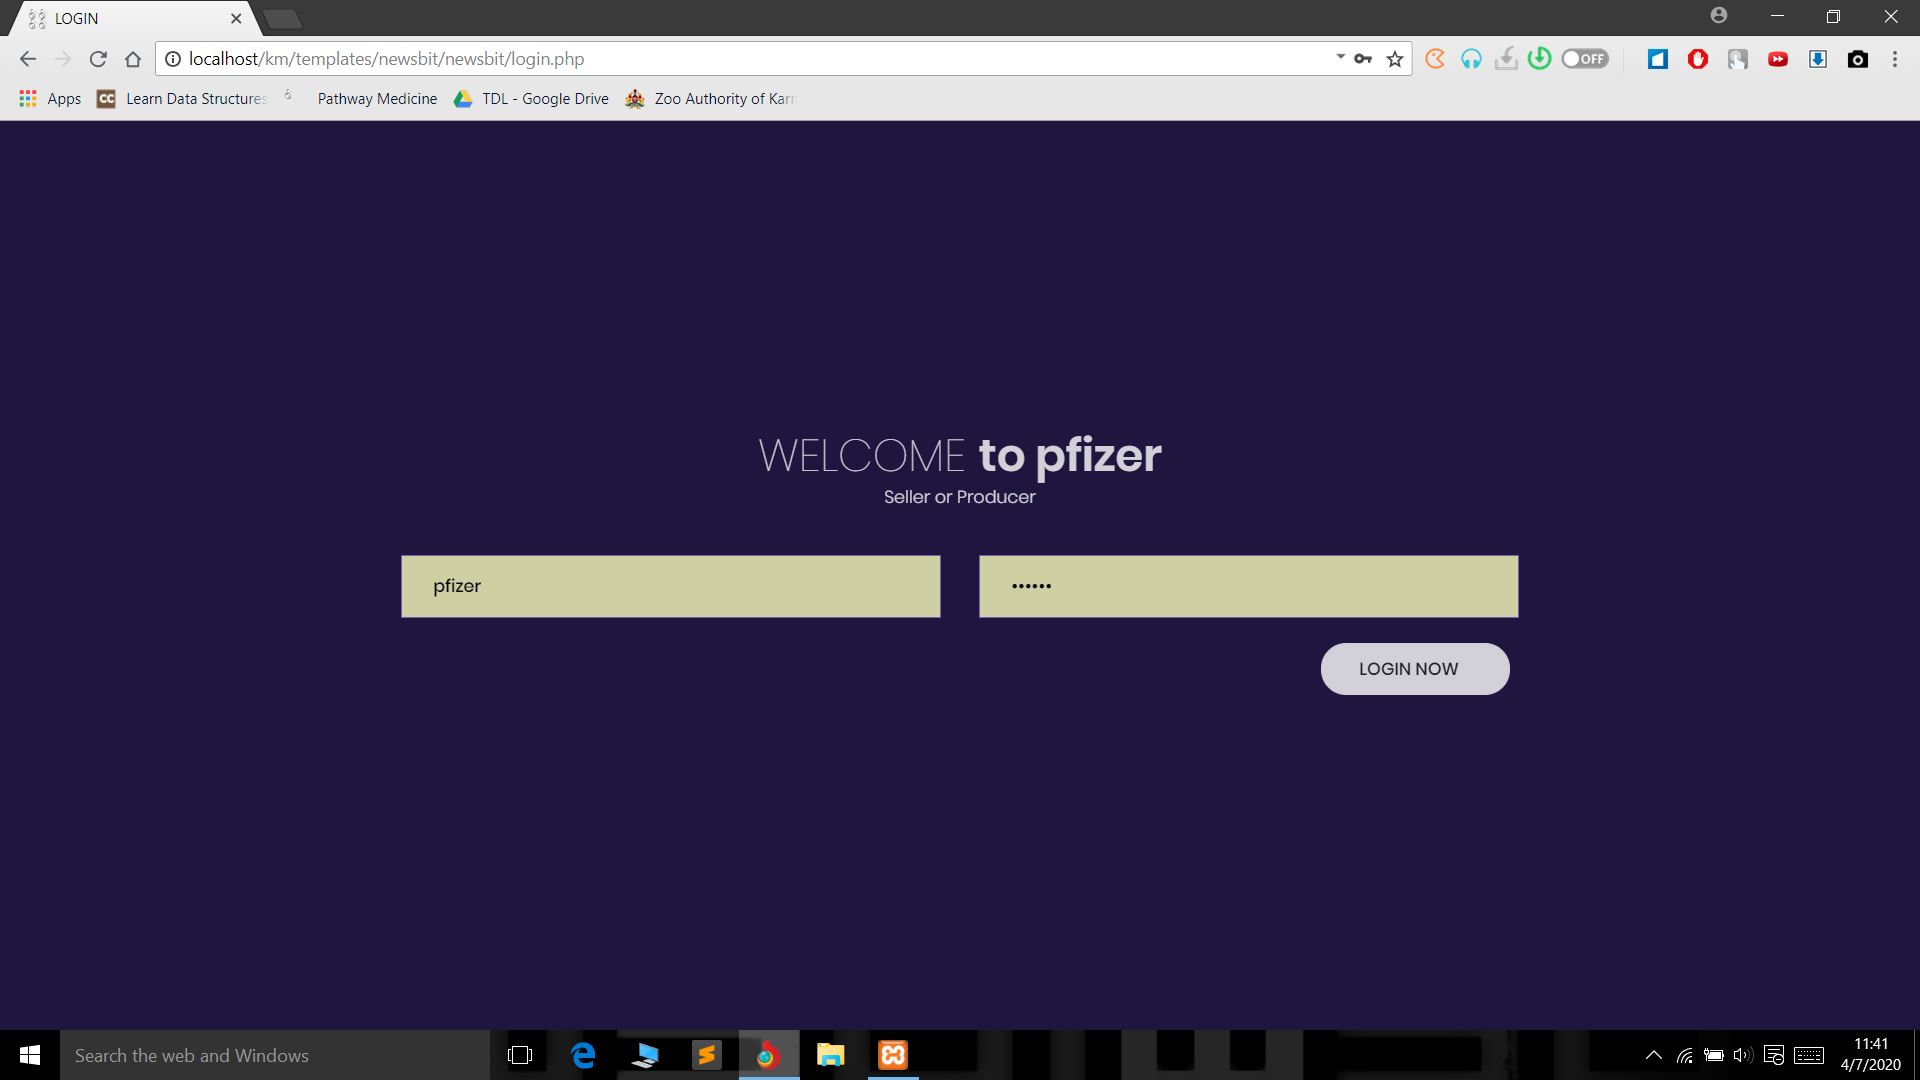 LOGIN
localhost/km/templates/newsbit/newsbit/login.php
OFF
Apps
CC
Learn Data Structures
Pathway Medicine
TDL - Google Drive
Zoo Authority of Karn
WELCOME to pfizer
Seller or Producer
pfizer
••••••
LOGIN NOW
Search the web and Windows
11:41
4/7/2020